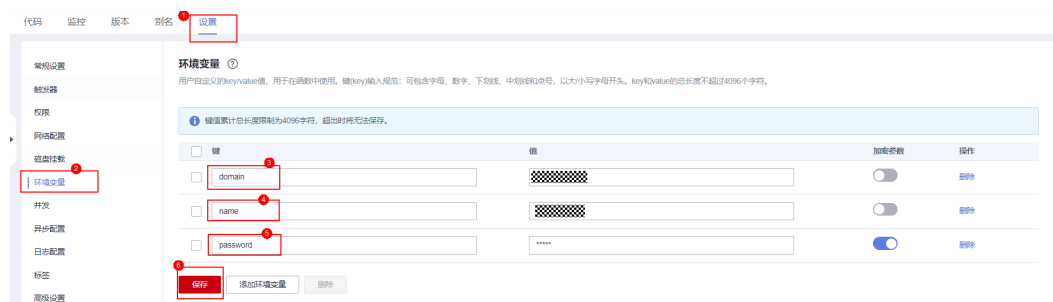 代码 监控 版本 别名 1 设置
常规设置
触发器
权限
网络配置
磁盘挂载
2
环境变量
并发
异步配置
日志配置
标签
高级设置
环境变量
用户自定义的key/value值，用于在函数中使用。键(key)输入规范：可包含字母、数字、下划线、中划线和点号，以大小写字母开头。key和value的总长度不超过4096个字符。
键值累计总长度限制为4096字符，超出时将无法保存。
键 值 加密参数 操作
3
domain 删除
4
name 删除
5
password ***** 删除
6
保存 添加环境变量 删除